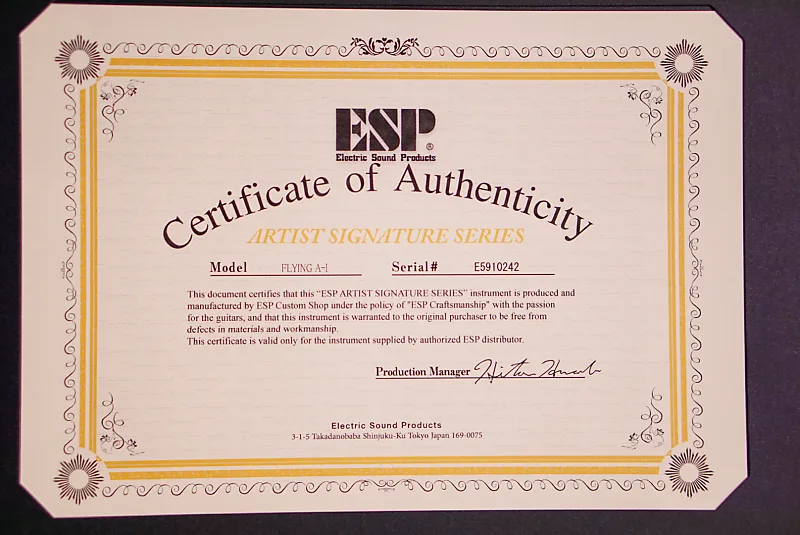 ESP®
Electric Sound Products
Certificate of Authenticity
ARTIST SIGNATURE SERIES
Model FLYING A-I Serial# E5910242
This document certifies that this "ESP ARTIST SIGNATURE SERIES" instrument is produced and
manufactured by ESP Custom Shop under the policy of "ESP Craftsmanship" with the passion
for the guitars, and that this instrument is warranted to the original purchaser to be free from
defects in materials and workmanship.
This certificate is valid only for the instrument supplied by authorized ESP distributor.
Production Manager
Electric Sound Products
3-1-5 Takadanobaba Shinjuku-Ku Tokyo Japan 169-0075